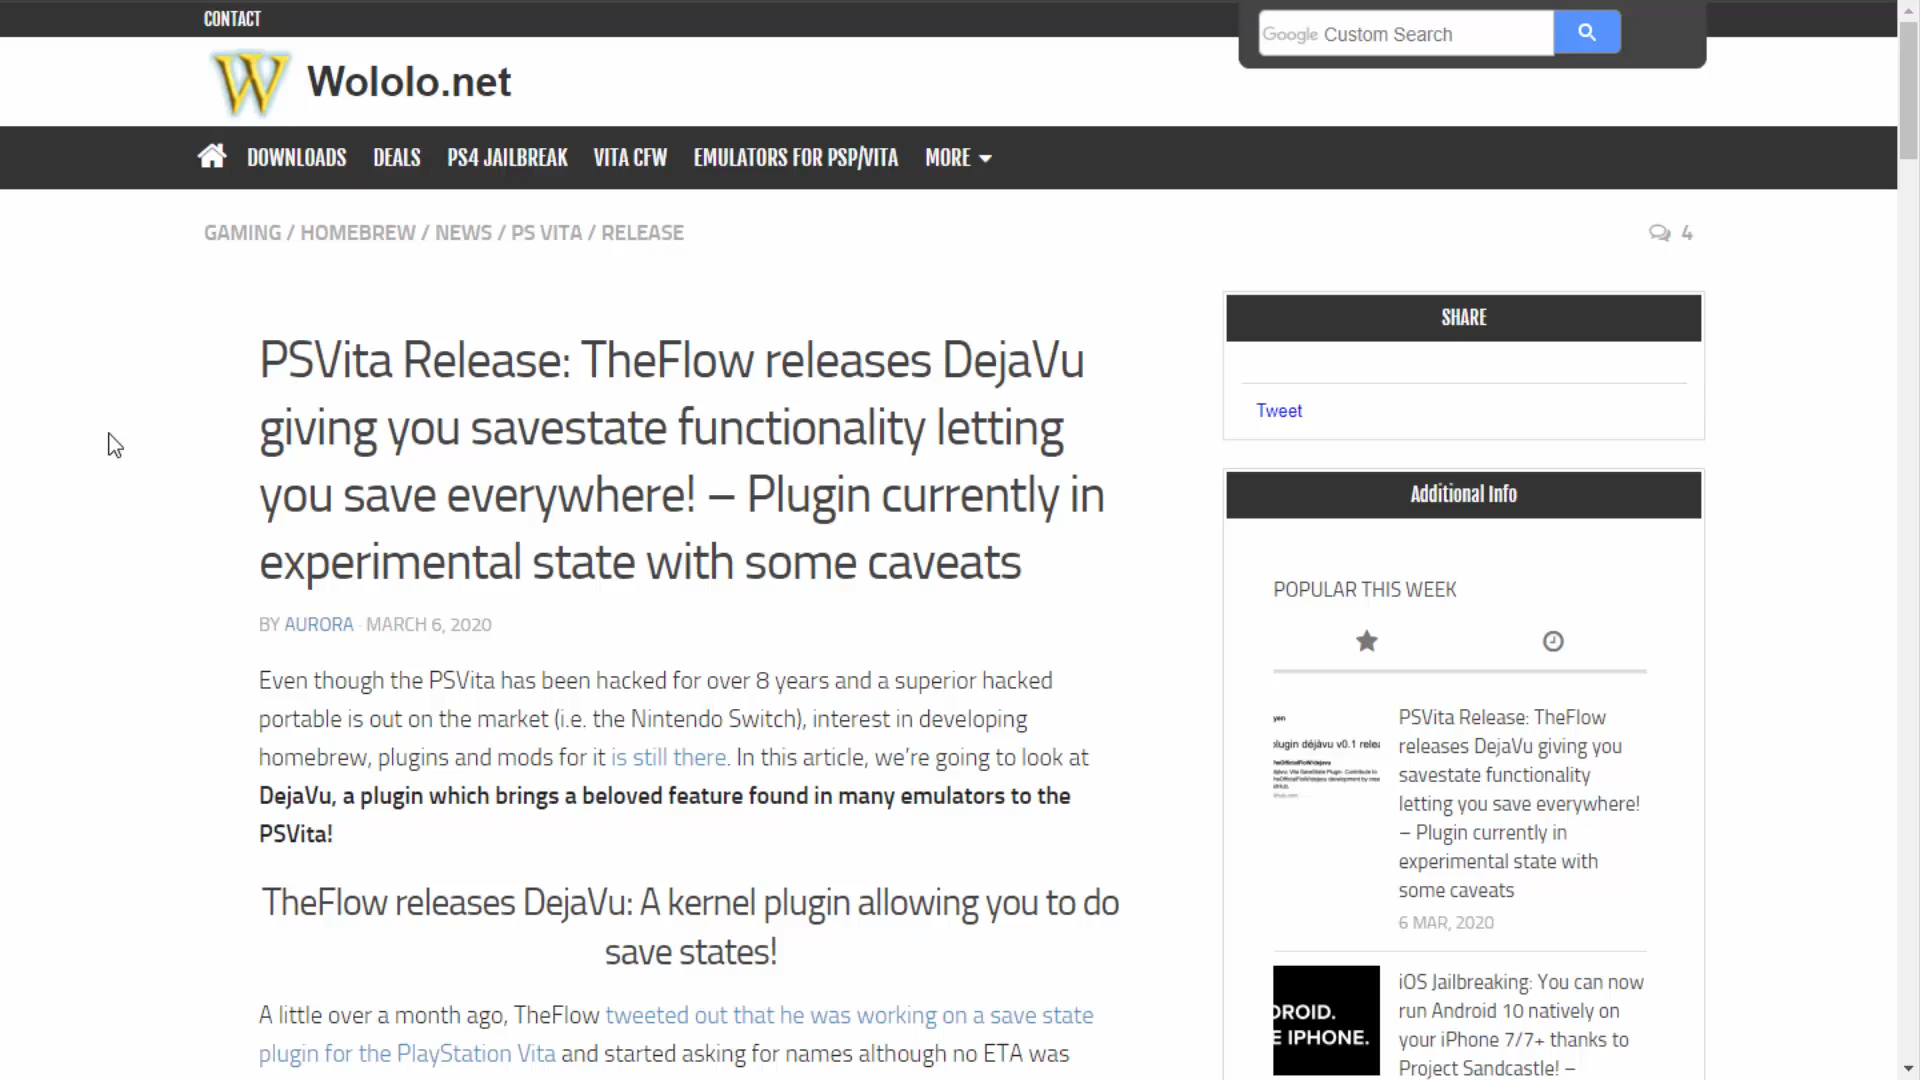 CONTACT
Google Custom Search
Wololo.net
DOWNLOADS DEALS PS4 JAILBREAK VITA CFW EMULATORS FOR PSP/VITA MORE
GAMING / HOMEBREW / NEWS / PS VITA / RELEASE
4
PSVita Release: TheFlow releases DejaVu
giving you savestate functionality letting
you save everywhere! – Plugin currently in
experimental state with some caveats
BY AURORA · MARCH 6, 2020
Even though the PSVita has been hacked for over 8 years and a superior hacked
portable is out on the market (i.e. the Nintendo Switch), interest in developing
homebrew, plugins and mods for it is still there. In this article, we're going to look at
DejaVu, a plugin which brings a beloved feature found in many emulators to the
PSVita!
TheFlow releases DejaVu: A kernel plugin allowing you to do
save states!
A little over a month ago, TheFlow tweeted out that he was working on a save state
plugin for the PlayStation Vita and started asking for names although no ETA was
SHARE
Tweet
Additional Info
POPULAR THIS WEEK
yen
plugin déjàvu v0.1 relea
PSVita Release: TheFlow
releases DejaVu giving you
savestate functionality
letting you save everywhere!
– Plugin currently in
experimental state with
some caveats
6 MAR, 2020
DROID.
E IPHONE.
iOS Jailbreaking: You can now
run Android 10 natively on
your iPhone 7/7+ thanks to
Project Sandcastle! –